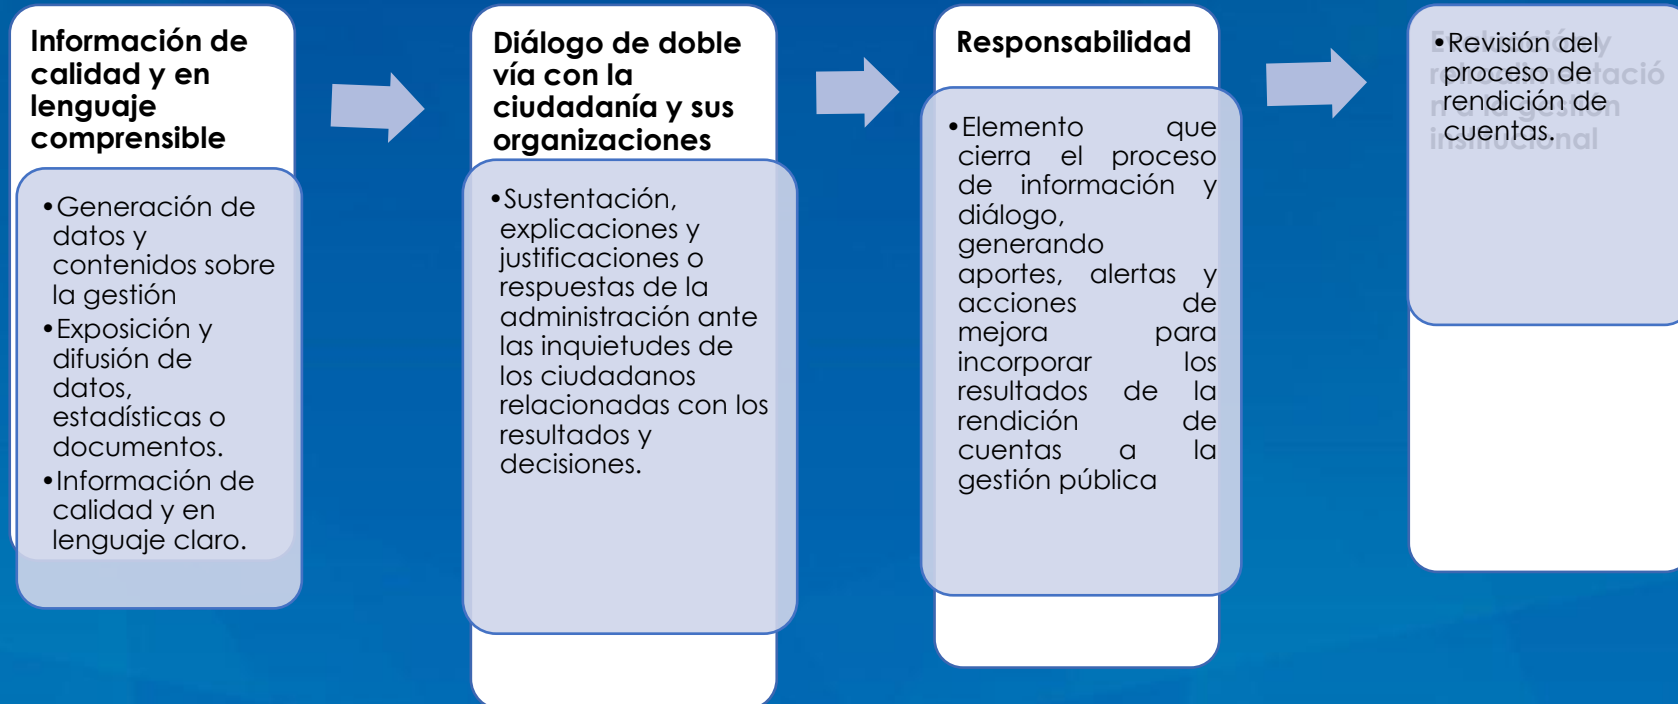 Información de
calidad y en
lenguaje
comprensible
•Generación de
datos y
contenidos sobre
la gestión
•Exposición y
difusión de
datos,
estadísticas o
documentos.
•Información de
calidad y en
lenguaje claro.
Diálogo de doble
vía con la
ciudadanía y sus
organizaciones
•Sustentación,
explicaciones y
justificaciones o
respuestas de la
administración ante
las inquietudes de
los ciudadanos
relacionadas con los
resultados y
decisiones.
Responsabilidad
•Elemento que
cierra el proceso
de información y
diálogo,
generando
aportes, alertas y
acciones de
mejora para
incorporar los
resultados de la
rendición de
cuentas a la
gestión pública
y
n a la gestión
institucional
•Revisión del
proceso de
rendición de
cuentas.